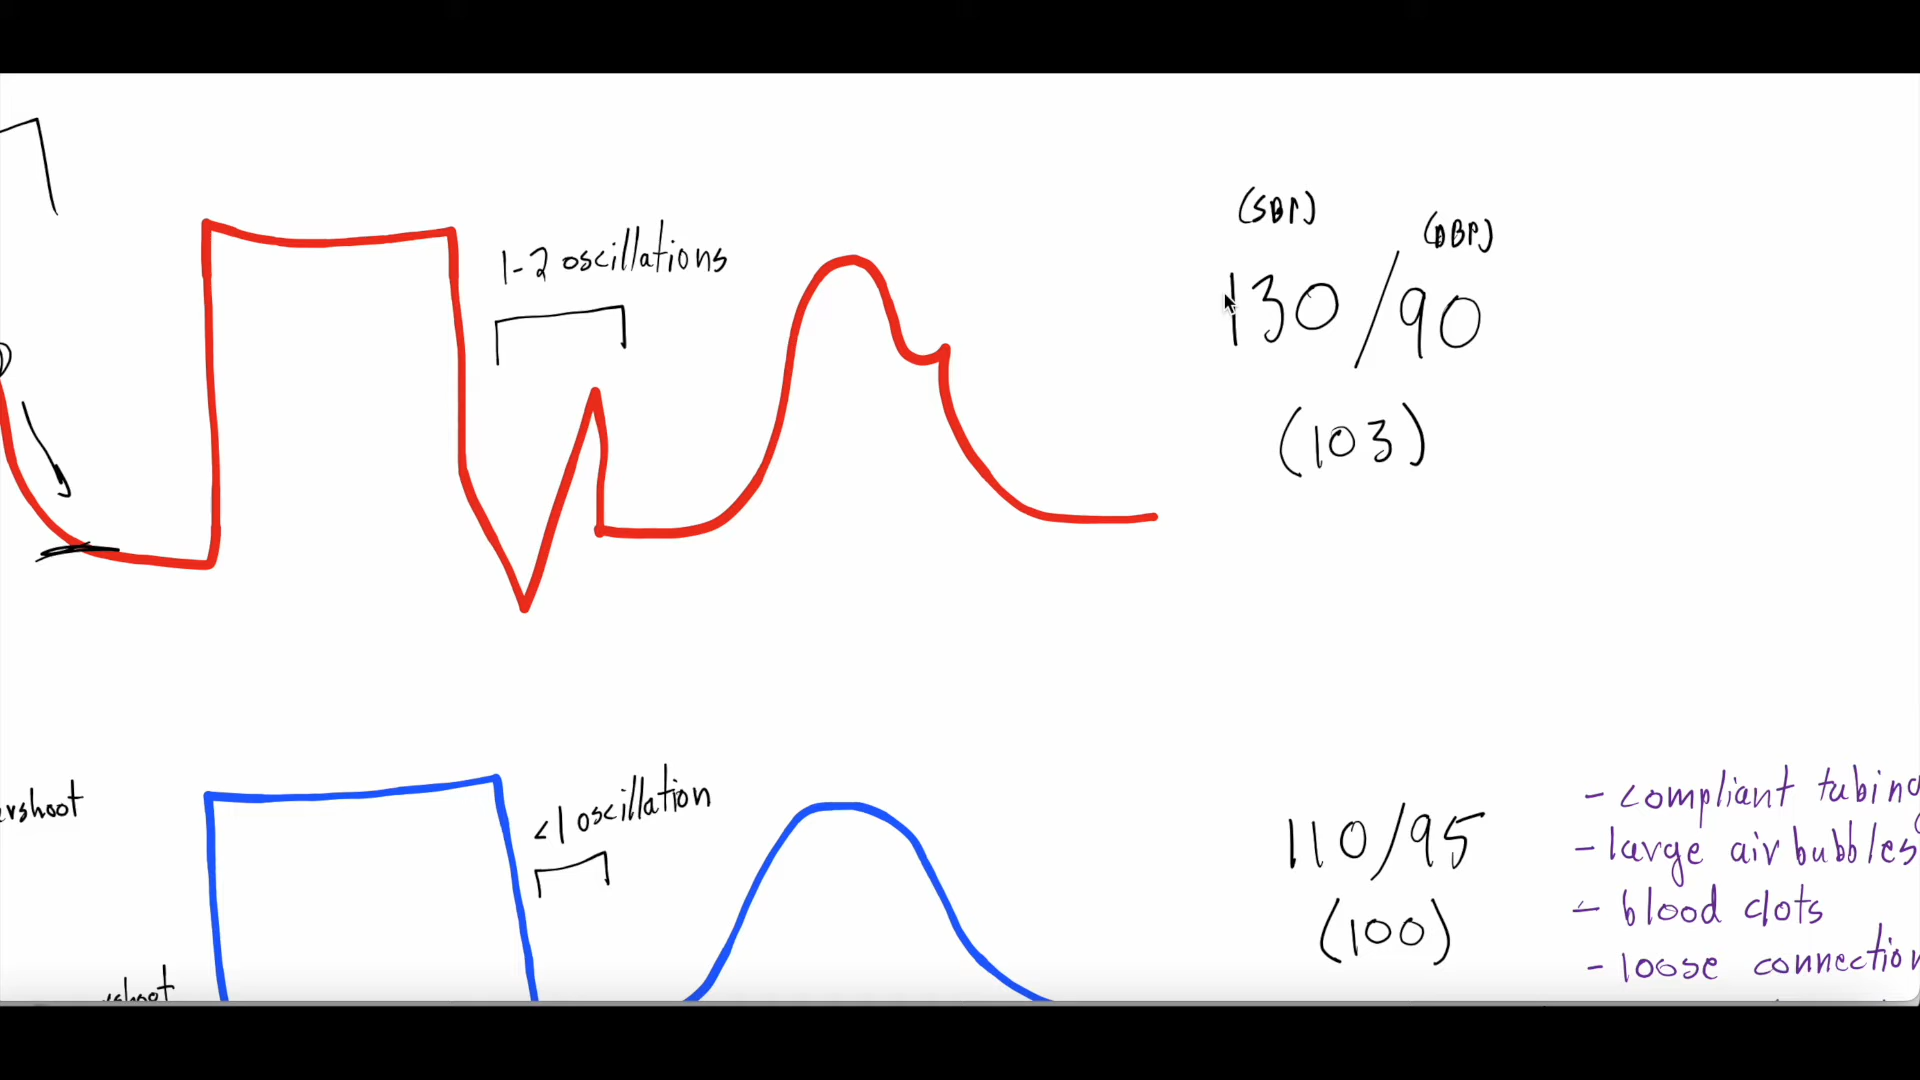 1-2 oscillations
(SBP)
(DBP)
130/90
(103)
<1 oscillation
110/95
(100)
- compliant tubing
- large air bubbles
- blood clots
- loose connection